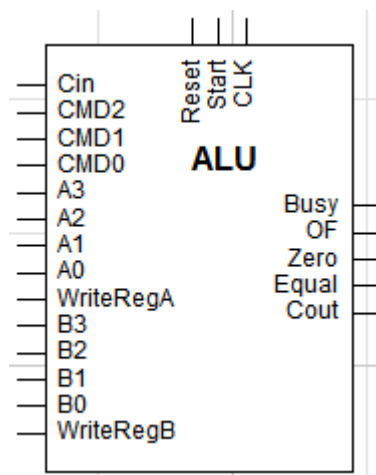 Reset
Start
CLK
ALU
Cin
CMD2
CMD1
CMD0
A3
A2
A1
A0
WriteRegA
B3
B2
B1
B0
WriteRegB
Busy
OF
Zero
Equal
Cout